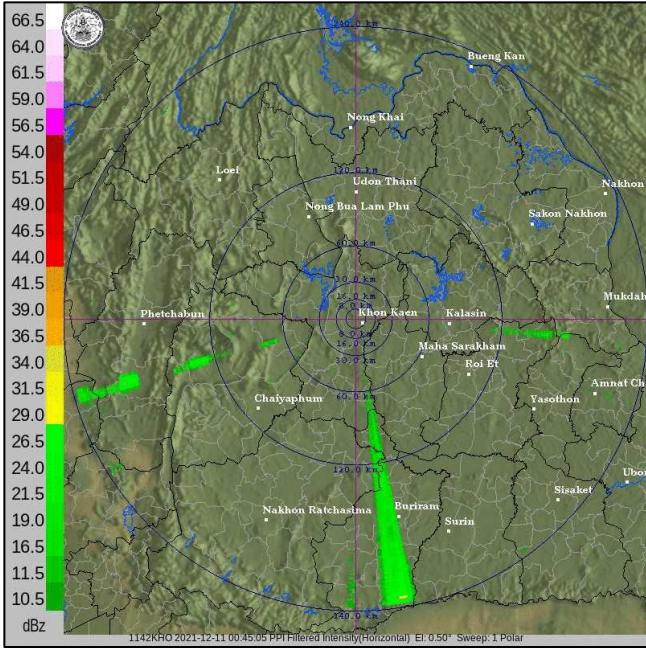 66.5
64.0
61.5
59.0
56.5
54.0
51.5
49.0
46.5
44.0
41.5
39.0
36.5
34.0
31.5
29.0
26.5
24.0
21.5
19.0
16.5
11.5
10.5
dBz
Bueng Kan
Nong Khai
Loei
Udon Thani
Nakhon
Nong Bua Lam Phu
Sakon Nakhon
30.0 km
16.0 km
Mukdah
Phetchabun
Khon Kaen
Kalasin
16.0 km
30.0 km
Maha Sarakham
Roi Et
Amnat Ch
60.0 km
Chaiyaphum
Yasothon
120.0 km
Ubor
Sisaket
Nakhon Ratchasima
Buriram
Surin
1142KHO 2021-12-11 00:45:05 PPI Filtered Intensity(Horizontal) El: 0.50° Sweep: 1 Polar